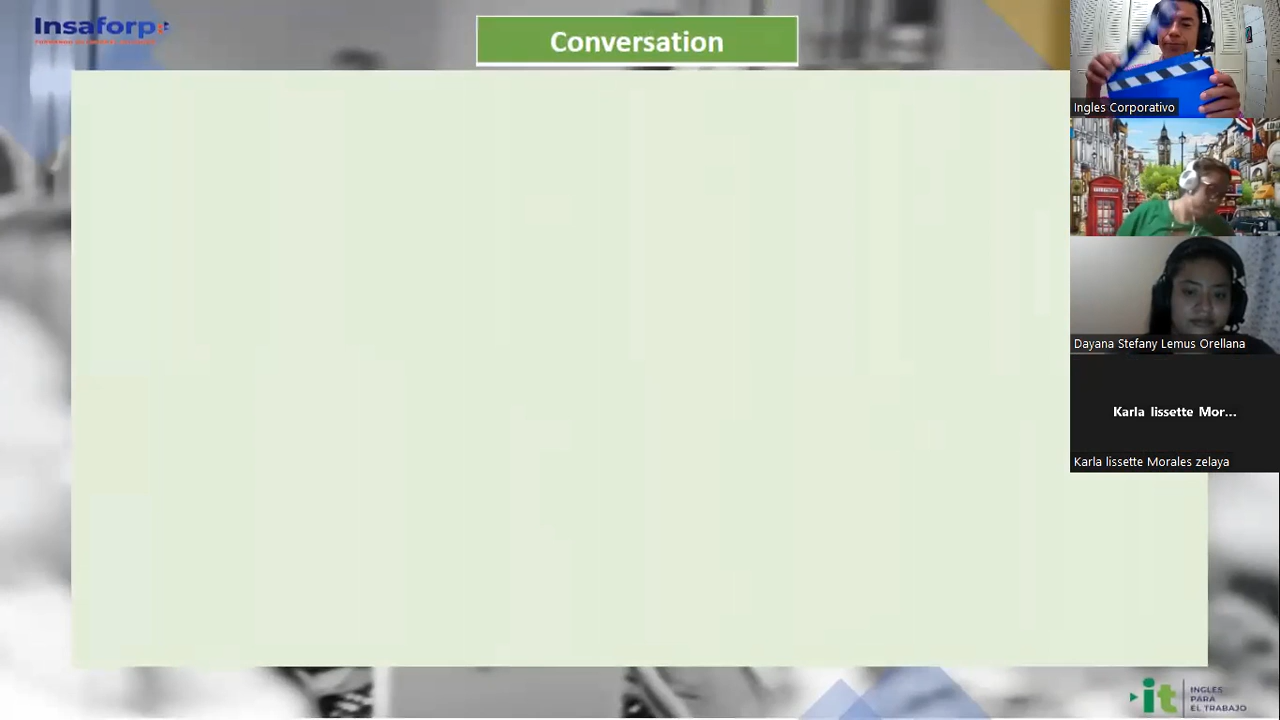 Insaforp
Conversation
Ingles Corporativo
Dayana Stefany Lemus Orellana
Karla lissette Mor...
Karla lissette Morales zelaya
it
INGLES
PARA
EL TRABAJO